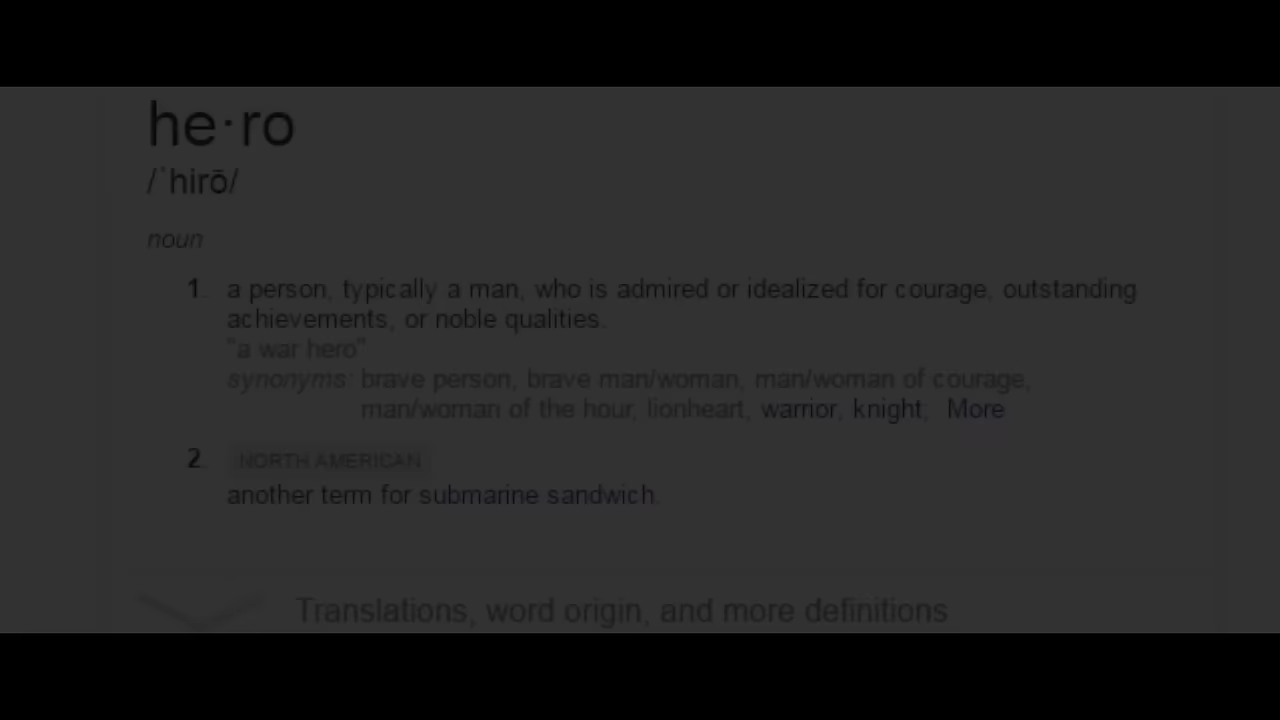 he·ro
/ˈhirō/
noun
1. a person, typically a man, who is admired or idealized for courage, outstanding
achievements, or noble qualities.
"a war hero"
synonyms: brave person, brave man/woman, man/woman of courage,
man/woman of the hour, lionheart, warrior, knight; More
2. NORTH AMERICAN
another term for submarine sandwich.
Translations, word origin, and more definitions